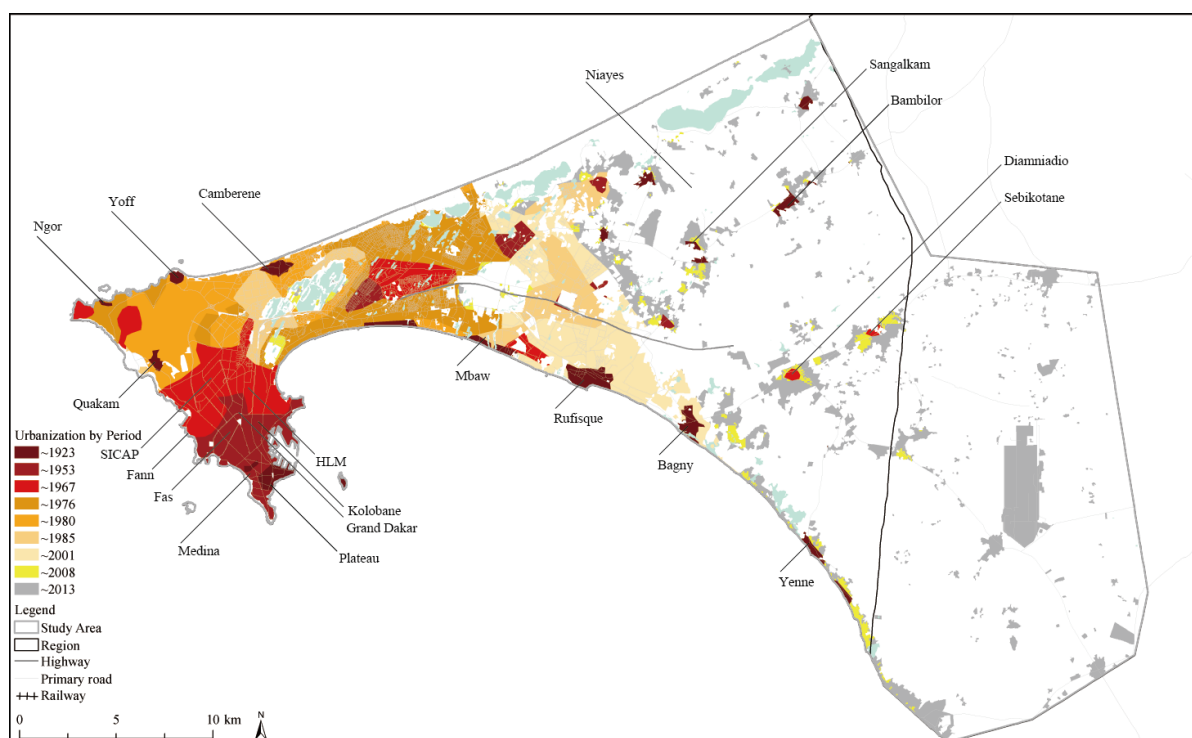 Sangalkam
Niayes
Bambilor
Diamniadio
Camberene
Sebikotane
Yoff
Ngor
Mbaw
Quakam
Rufisque
Urbanization by Period
~1923
SICAP
HLM
Bagny
~1953
Fann
~1967
Fas
~1976
Kolobane
~1980
Grand Dakar
~1985
Medina
Plateau
~2001
~2008
Yenne
~2013
Legend
Study Area
Region
Highway
Primary road
Railway
0 5 10 km
N